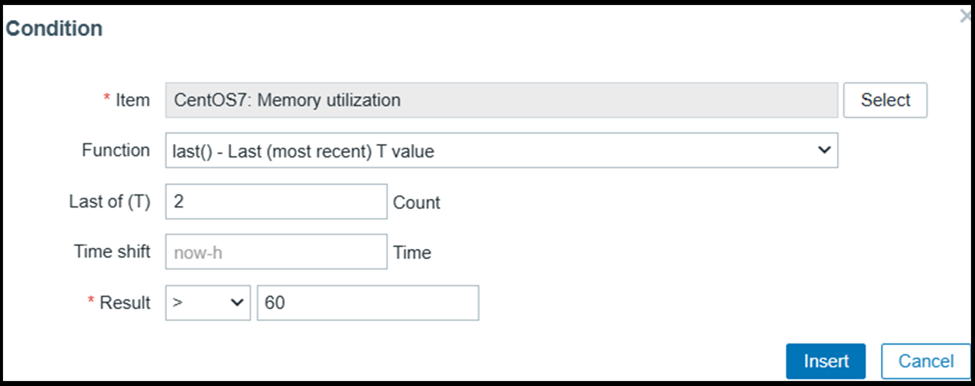 Condition
* Item CentOS7: Memory utilization Select
Function last() - Last (most recent) T value
Last of (T) 2 Count
Time shift now-h Time
* Result > 60
Insert Cancel